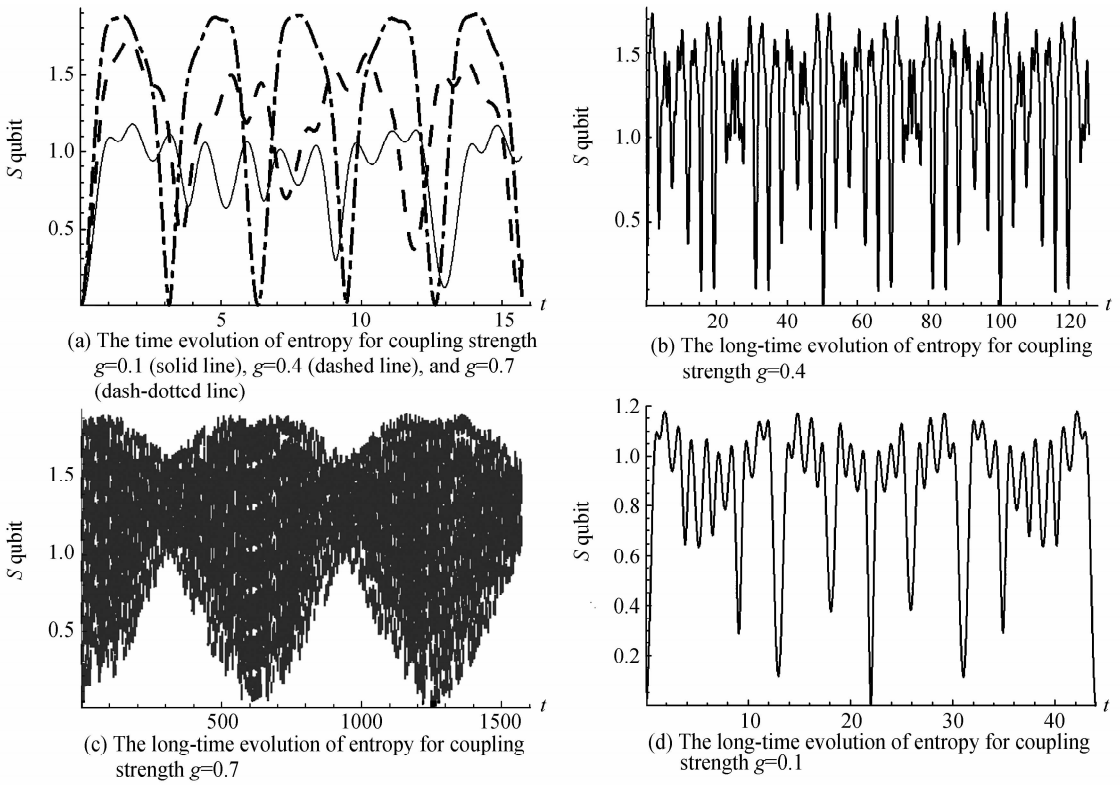 S qubit
1.5
1.0
0.5
5
10
15
t
(a) The time evolution of entropy for coupling strength
g=0.1 (solid line), g=0.4 (dashed line), and g=0.7
(dash-dotted line)
S qubit
1.5
1.0
0.5
20
40
60
80
100
120
t
(b) The long-time evolution of entropy for coupling
strength g=0.4
S qubit
1.5
1.0
0.5
500
1000
1500
t
(c) The long-time evolution of entropy for coupling
strength g=0.7
S qubit
1.2
1.0
0.8
0.6
0.4
0.2
10
20
30
40
t
(d) The long-time evolution of entropy for coupling
strength g=0.1